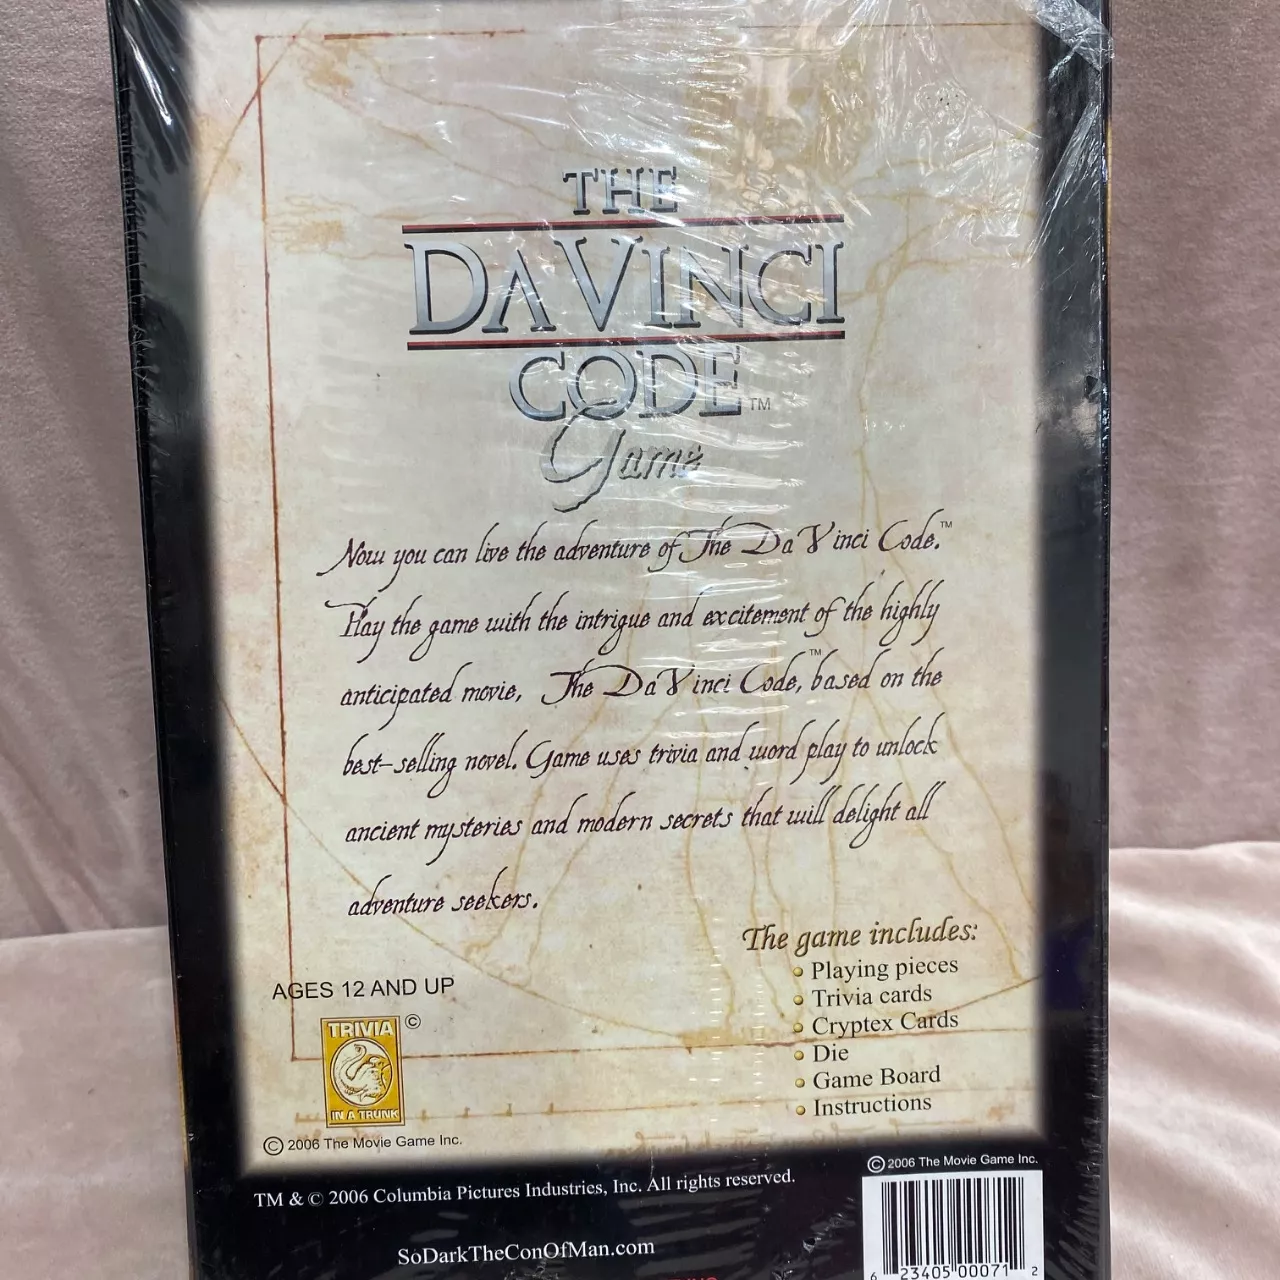 THE
DA VINCI
CODE™
Game
Now you can live the adventure of The Da Vinci Code.™
Play the game with the intrigue and excitement of the highly
anticipated movie, The Da Vinci Code,™ based on the
best-selling novel. Game uses trivia and word play to unlock
ancient mysteries and modern secrets that will delight all
adventure seekers.
The game includes:
• Playing pieces
• Trivia cards
• Cryptex Cards
• Die
• Game Board
• Instructions
AGES 12 AND UP
TRIVIA ©
IN A TRUNK
© 2006 The Movie Game Inc.
© 2006 The Movie Game Inc.
TM & © 2006 Columbia Pictures Industries, Inc. All rights reserved.
SoDarkTheConOfMan.com
6 23405 00071 2